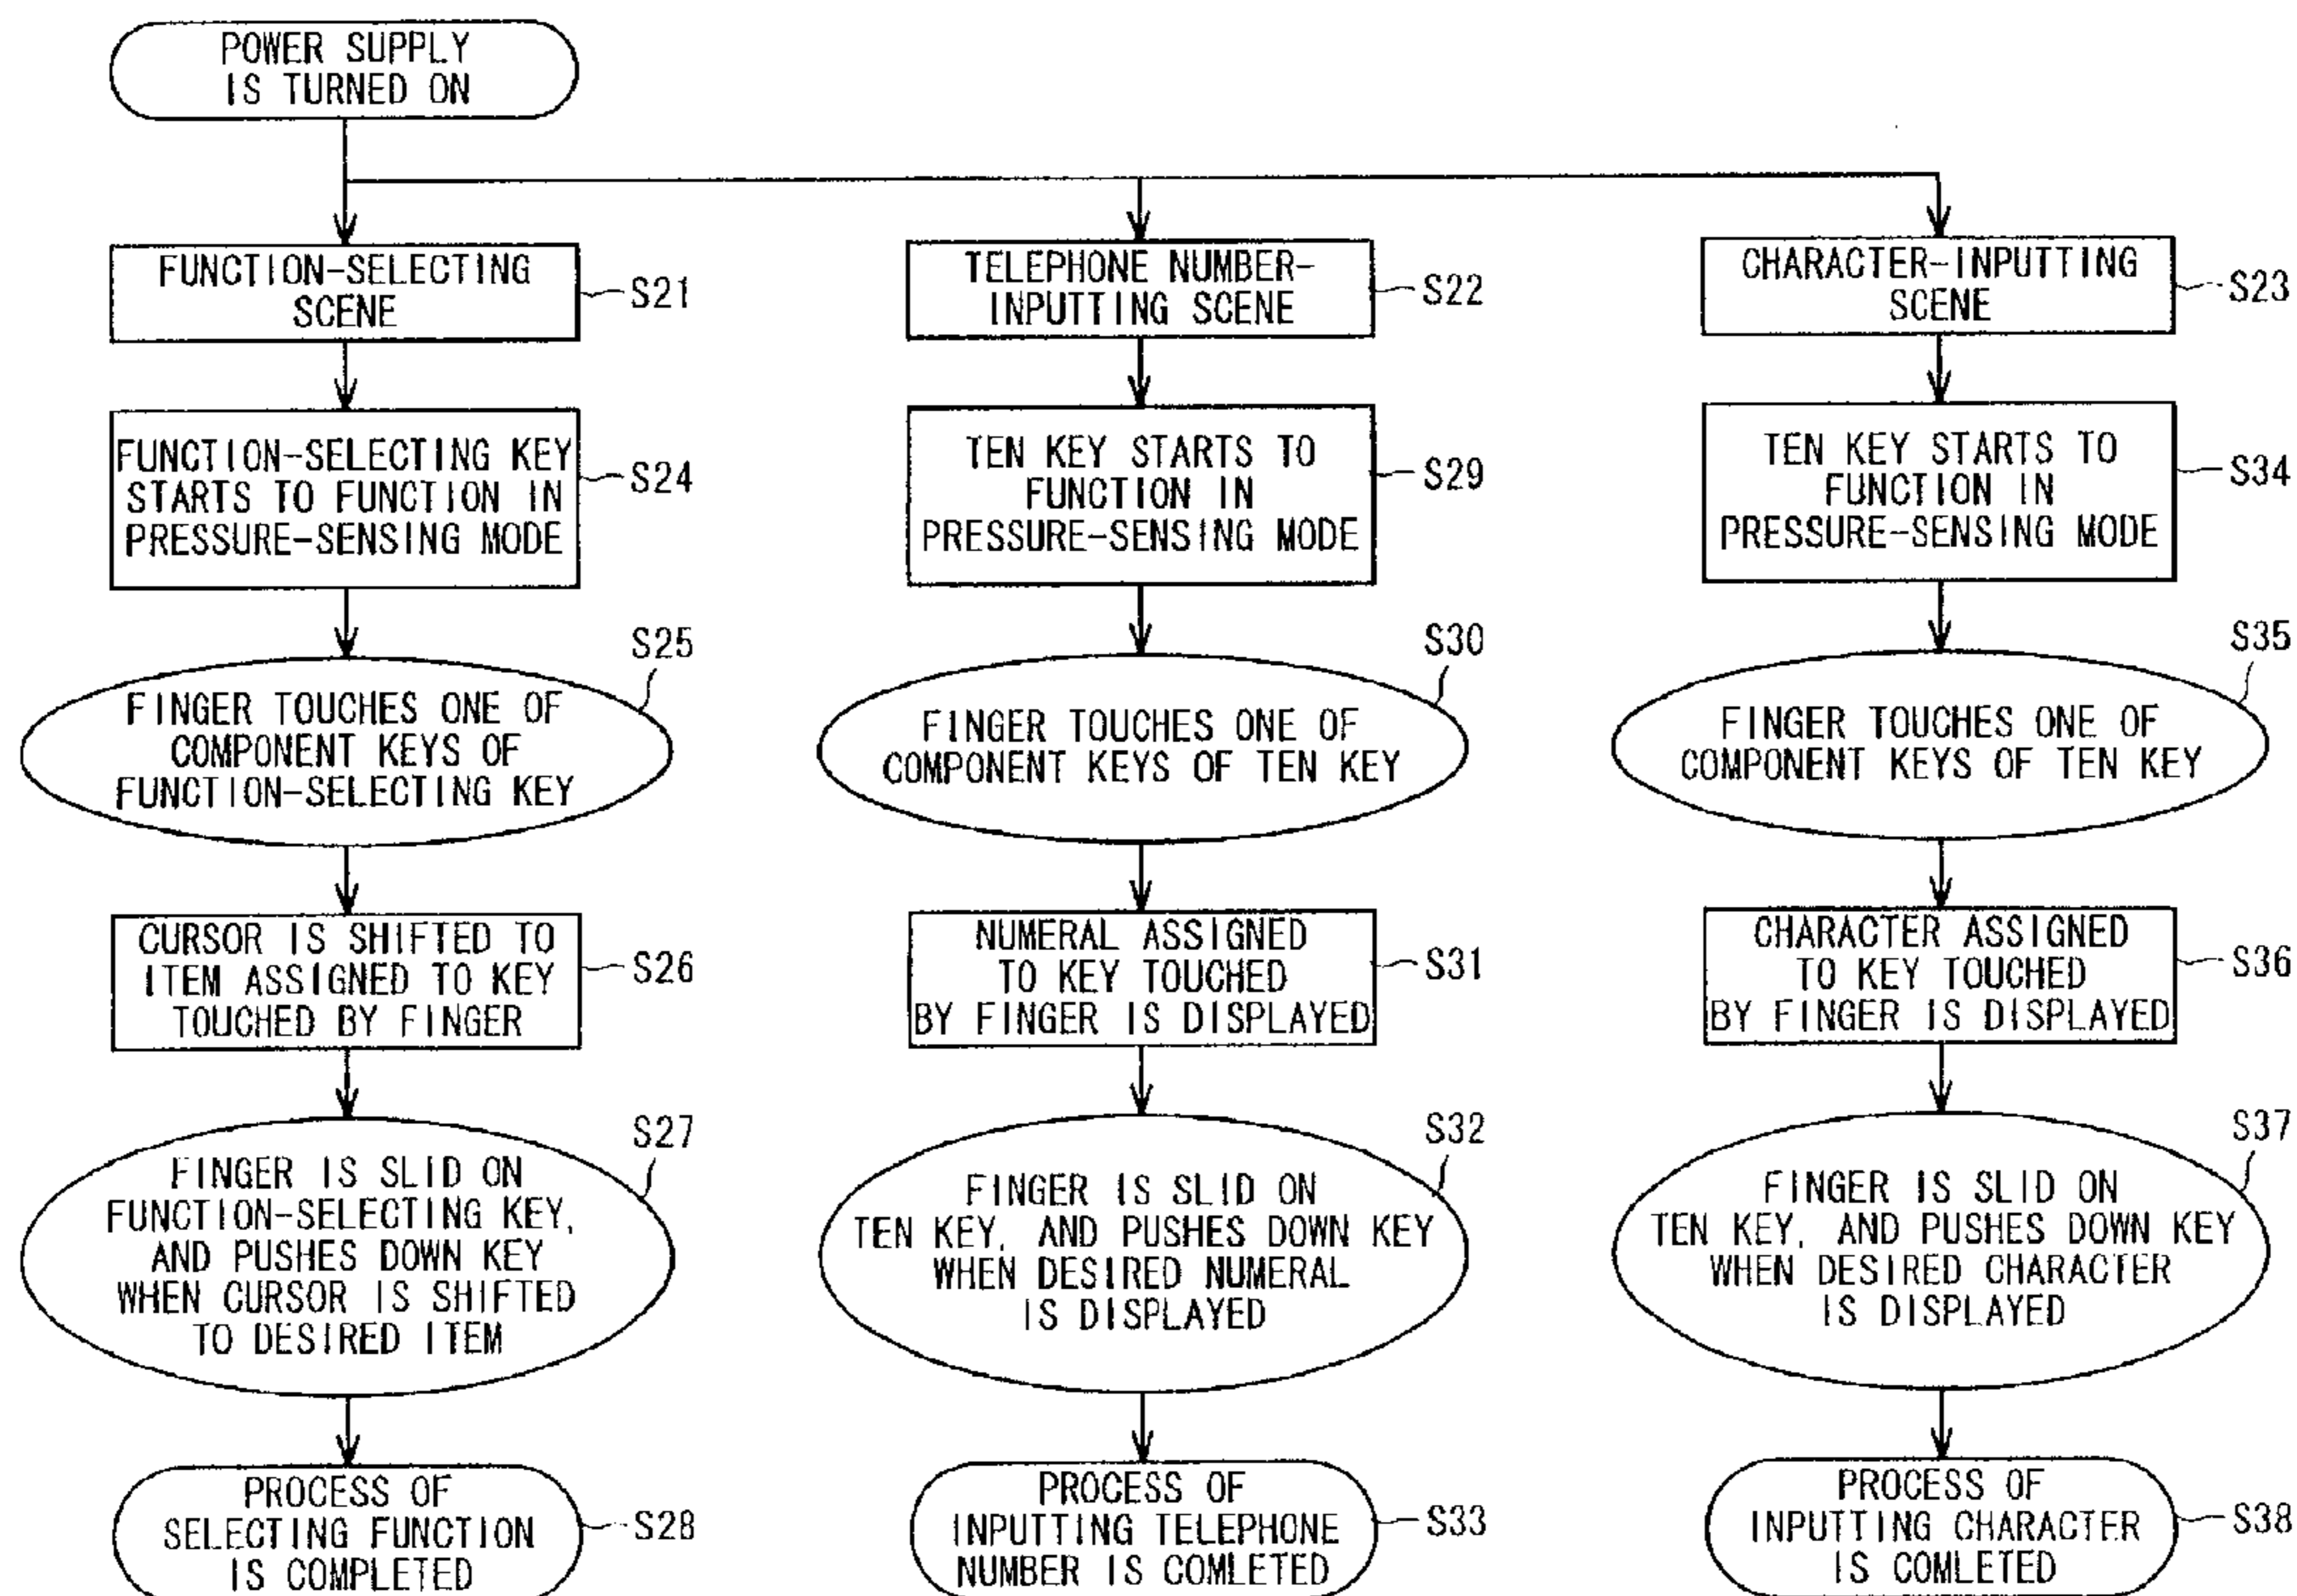 POWER SUPPLY
IS TURNED ON
FUNCTION-SELECTING
SCENE
S21
FUNCTION-SELECTING KEY
STARTS TO FUNCTION IN
PRESSURE-SENSING MODE
S24
S25
FINGER TOUCHES ONE OF
COMPONENT KEYS OF
FUNCTION-SELECTING KEY
CURSOR IS SHIFTED TO
ITEM ASSIGNED TO KEY
TOUCHED BY FINGER
S26
S27
FINGER IS SLID ON
FUNCTION-SELECTING KEY,
AND PUSHES DOWN KEY
WHEN CURSOR IS SHIFTED
TO DESIRED ITEM
PROCESS OF
SELECTING FUNCTION
IS COMPLETED
S28
TELEPHONE NUMBER-
INPUTTING SCENE
S22
TEN KEY STARTS TO
FUNCTION IN
PRESSURE-SENSING MODE
S29
S30
FINGER TOUCHES ONE OF
COMPONENT KEYS OF TEN KEY
NUMERAL ASSIGNED
TO KEY TOUCHED
BY FINGER IS DISPLAYED
S31
S32
FINGER IS SLID ON
TEN KEY, AND PUSHES DOWN KEY
WHEN DESIRED NUMERAL
IS DISPLAYED
PROCESS OF
INPUTTING TELEPHONE
NUMBER IS COMLETED
S33
CHARACTER-INPUTTING
SCENE
S23
TEN KEY STARTS TO
FUNCTION IN
PRESSURE-SENSING MODE
S34
S35
FINGER TOUCHES ONE OF
COMPONENT KEYS OF TEN KEY
CHARACTER ASSIGNED
TO KEY TOUCHED
BY FINGER IS DISPLAYED
S36
S37
FINGER IS SLID ON
TEN KEY, AND PUSHES DOWN KEY
WHEN DESIRED CHARACTER
IS DISPLAYED
PROCESS OF
INPUTTING CHARACTER
IS COMLETED
S38